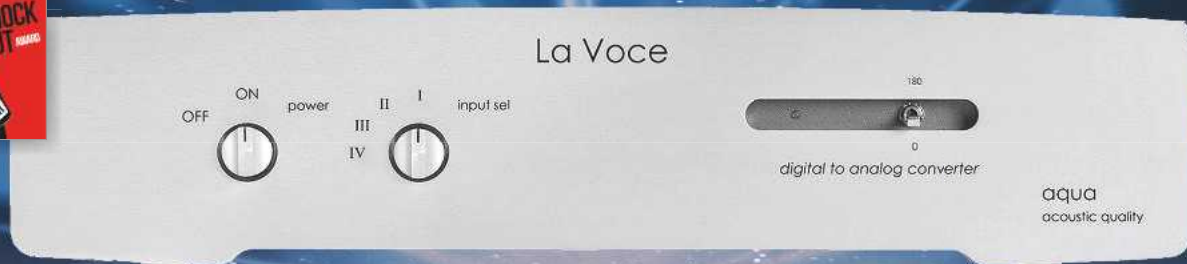 OCK
UT AWARD
La Voce
OFF
ON
power
I
II
III
IV
input sel
180
0
digital to analog converter
aqua
acoustic quality